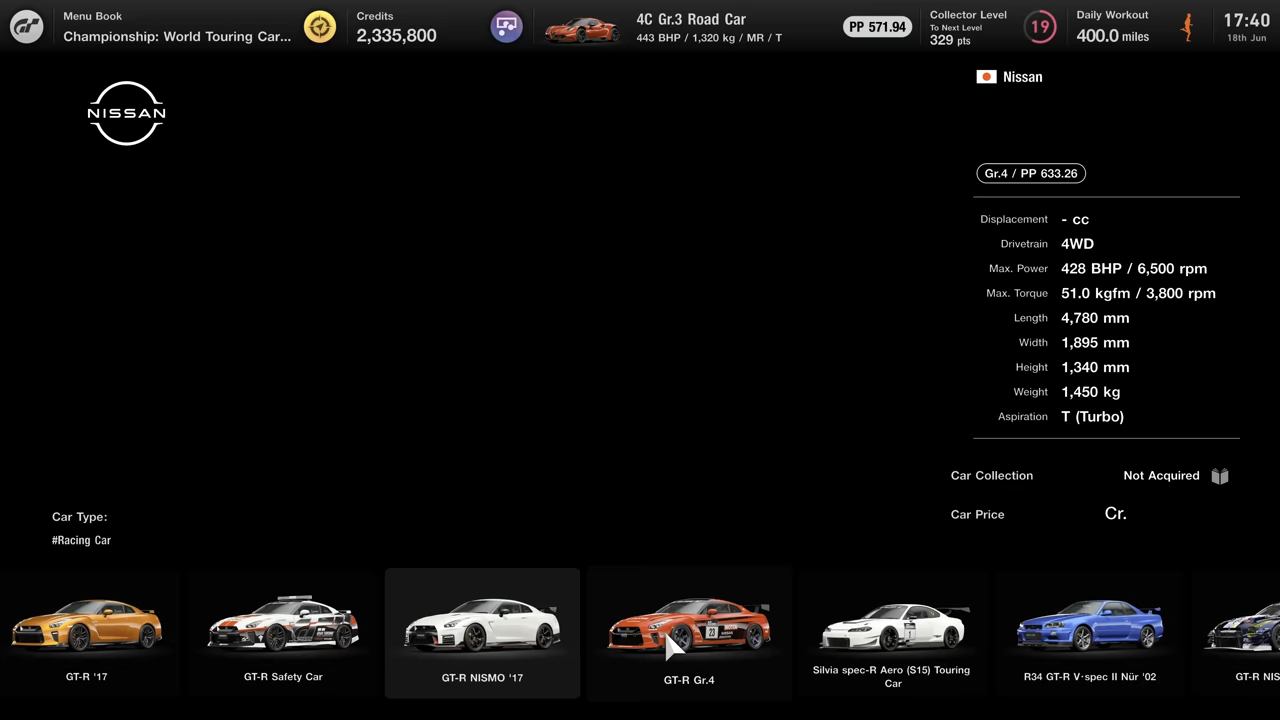 Menu Book
Championship: World Touring Car...
Credits
2,335,800
4C Gr.3 Road Car
443 BHP / 1,320 kg / MR / T
PP 571.94
Collector Level
To Next Level
329 pts
19
Daily Workout
400.0 miles
17:40
18th Jun
NISSAN
Nissan
Gr.4 / PP 633.26
Displacement - cc
Drivetrain 4WD
Max. Power 428 BHP / 6,500 rpm
Max. Torque 51.0 kgfm / 3,800 rpm
Length 4,780 mm
Width 1,895 mm
Height 1,340 mm
Weight 1,450 kg
Aspiration T (Turbo)
Car Collection Not Acquired
Car Price Cr.
Car Type:
#Racing Car
23
GT-R '17
GT-R Safety Car
GT-R NISMO '17
GT-R Gr.4
Silvia spec-R Aero (S15) Touring
Car
R34 GT-R V·spec II Nür '02
GT-R NIS